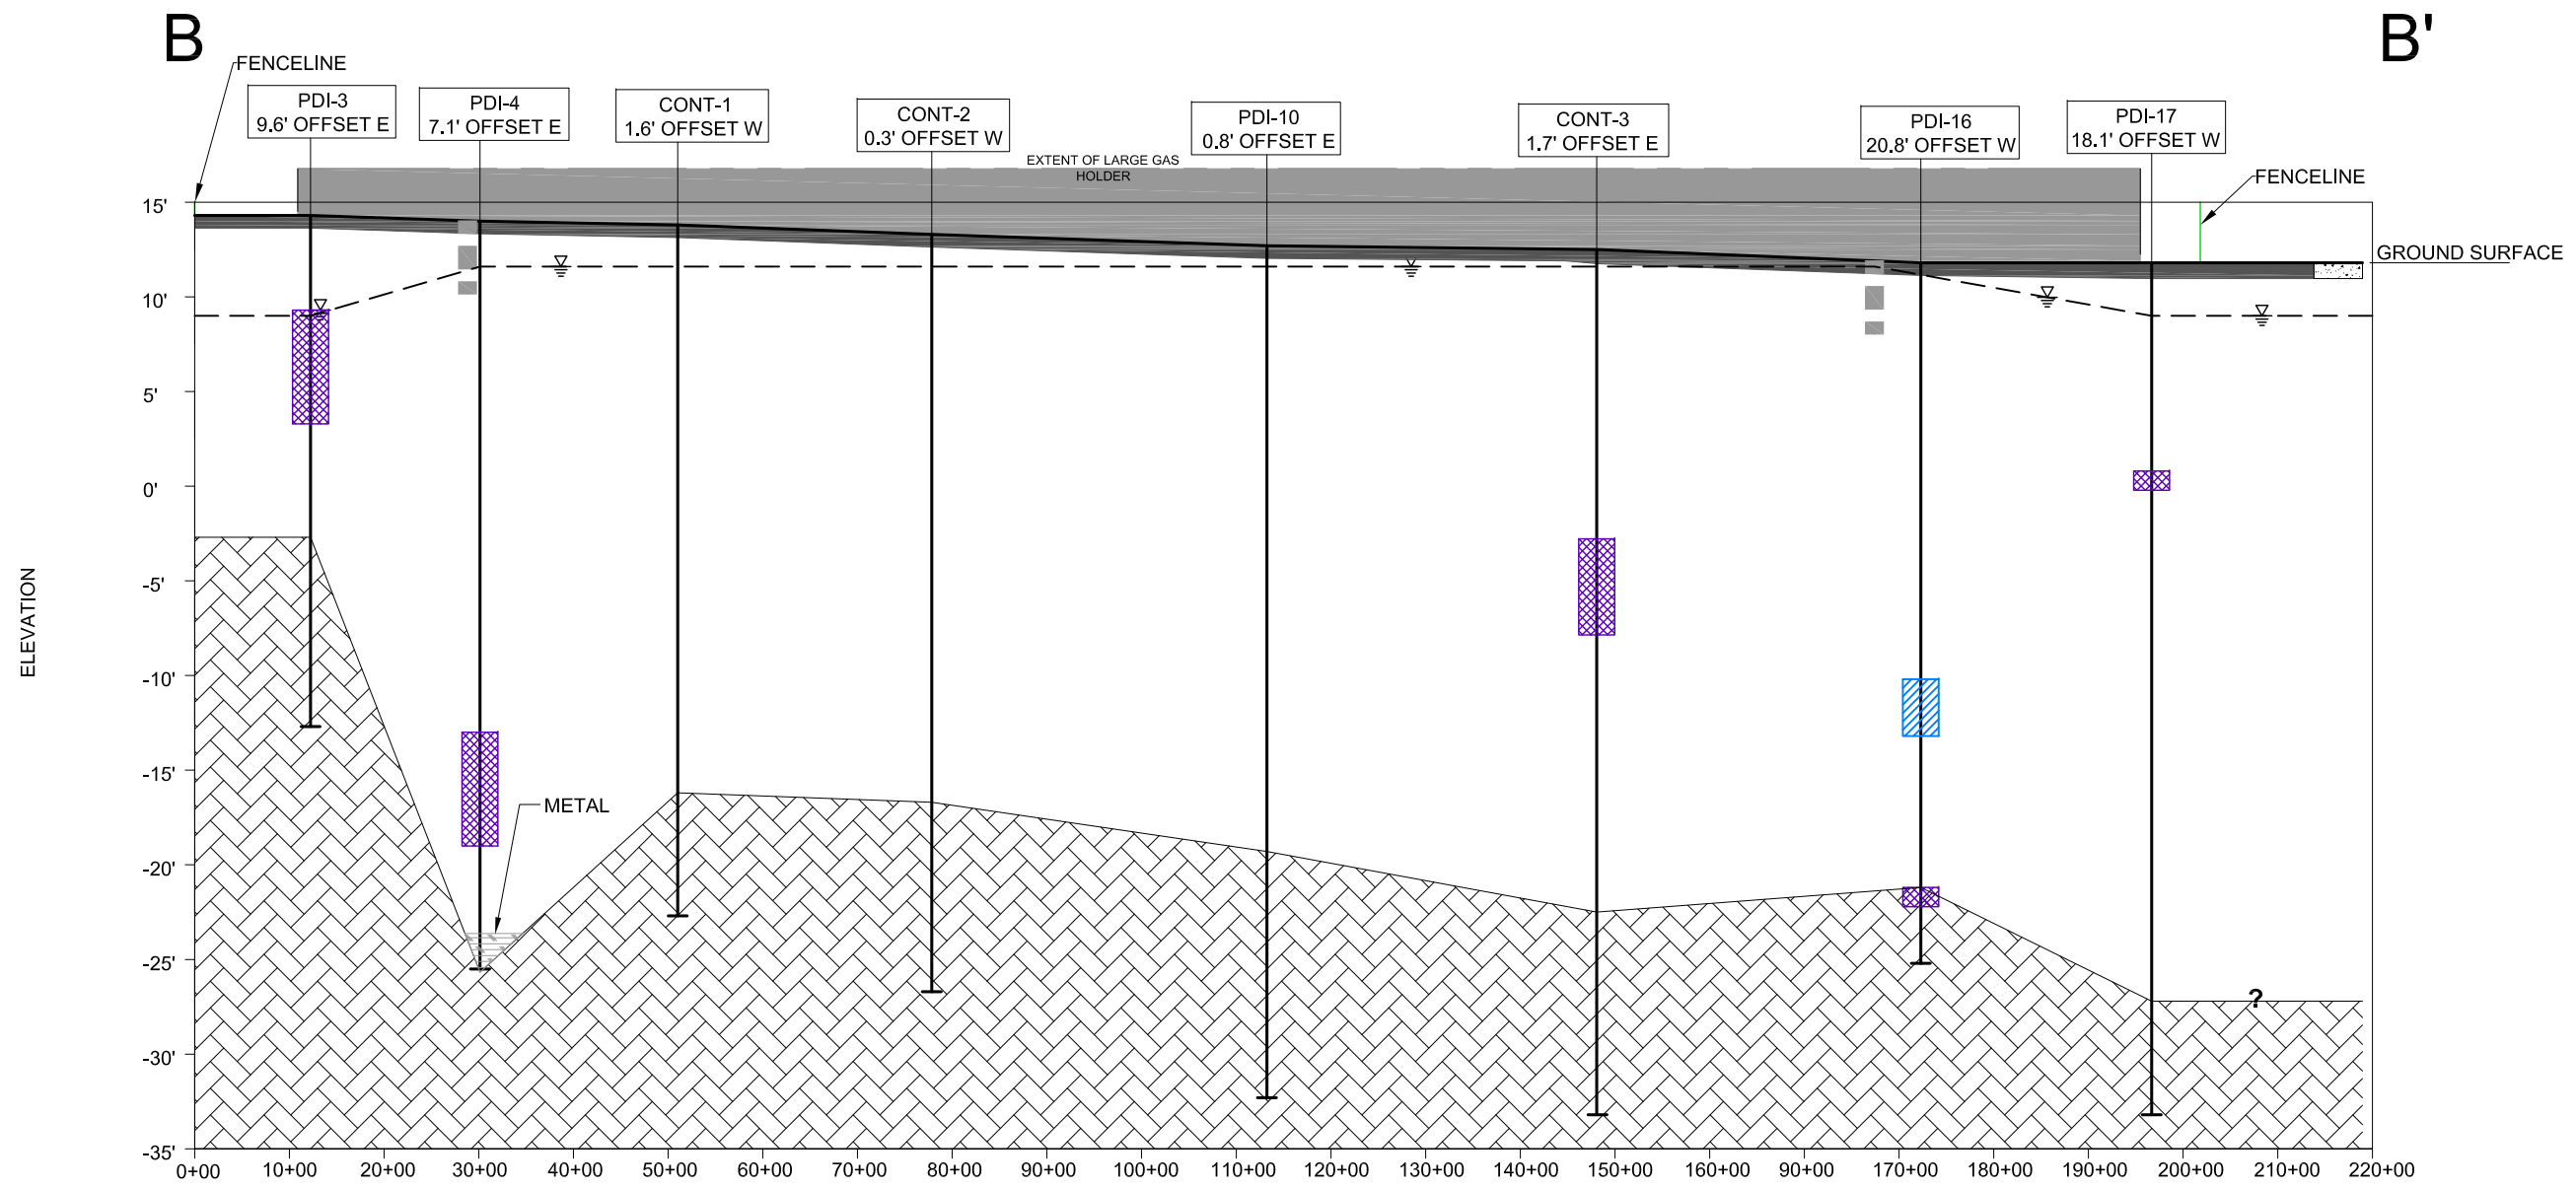 B
B'
FENCELINE
PDI-3
9.6' OFFSET E
PDI-4
7.1' OFFSET E
CONT-1
1.6' OFFSET W
CONT-2
0.3' OFFSET W
PDI-10
0.8' OFFSET E
CONT-3
1.7' OFFSET E
PDI-16
20.8' OFFSET W
PDI-17
18.1' OFFSET W
EXTENT OF LARGE GAS
HOLDER
FENCELINE
GROUND SURFACE
15'
10'
5'
0'
-5'
-10'
-15'
-20'
-25'
-30'
-35'
ELEVATION
METAL
?
0+00 10+00 20+00 30+00 40+00 50+00 60+00 70+00 80+00 90+00 100+00 110+00 120+00 130+00 140+00 150+00 160+00 90+00 170+00 180+00 190+00 200+00 210+00 220+00